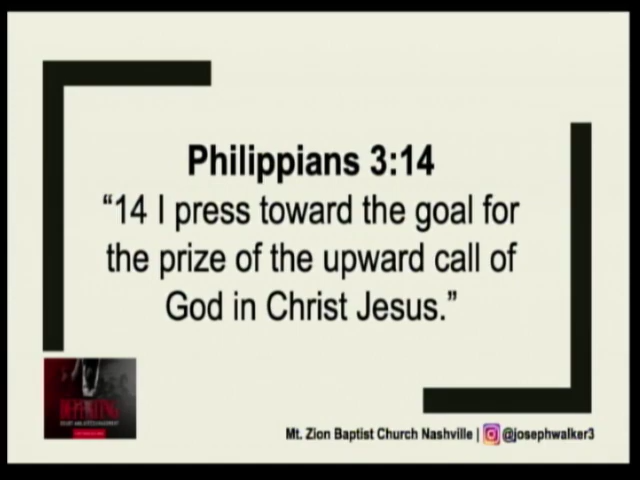 Philippians 3:14
“14 I press toward the goal for
the prize of the upward call of
God in Christ Jesus.”
DEFEATING
Mt. Zion Baptist Church Nashville | @josephwalker3